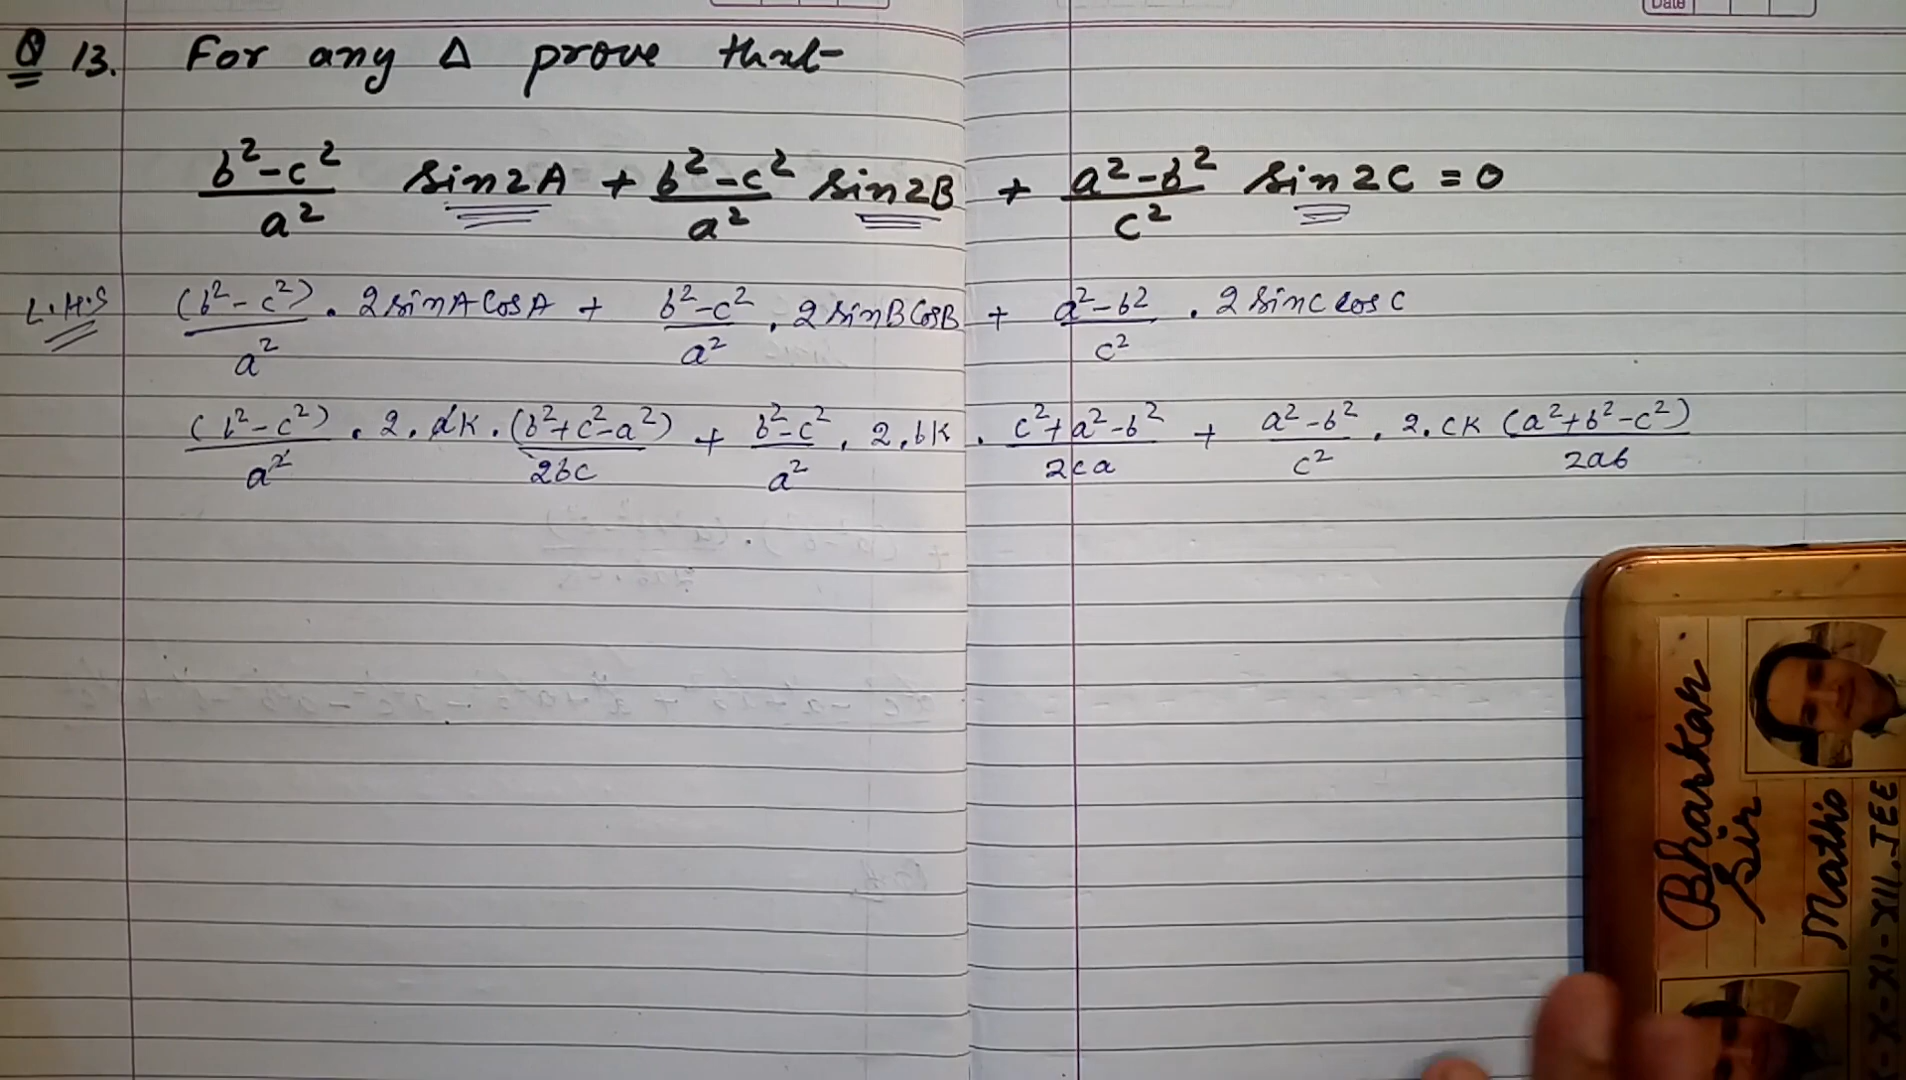 Date
Q 13. For any Δ prove that-
b²-c²/a² sin2A + b²-c²/a² sin2B + a²-b²/c² sin2C = 0
L.H.S (b²-c²)/a² . 2sinA CosA + b²-c²/a² . 2sinB CosB + a²-b²/c² . 2sinC cosC
(b²-c²)/a² . 2.aK.(b²+c²-a²)/2bc + b²-c²/a² . 2.bK . c²+a²-b²/2ca + a²-b²/c² . 2.cK (a²+b²-c²)/2ab
Bhaskar
Sir
Maths
X-XI-XII, JEE